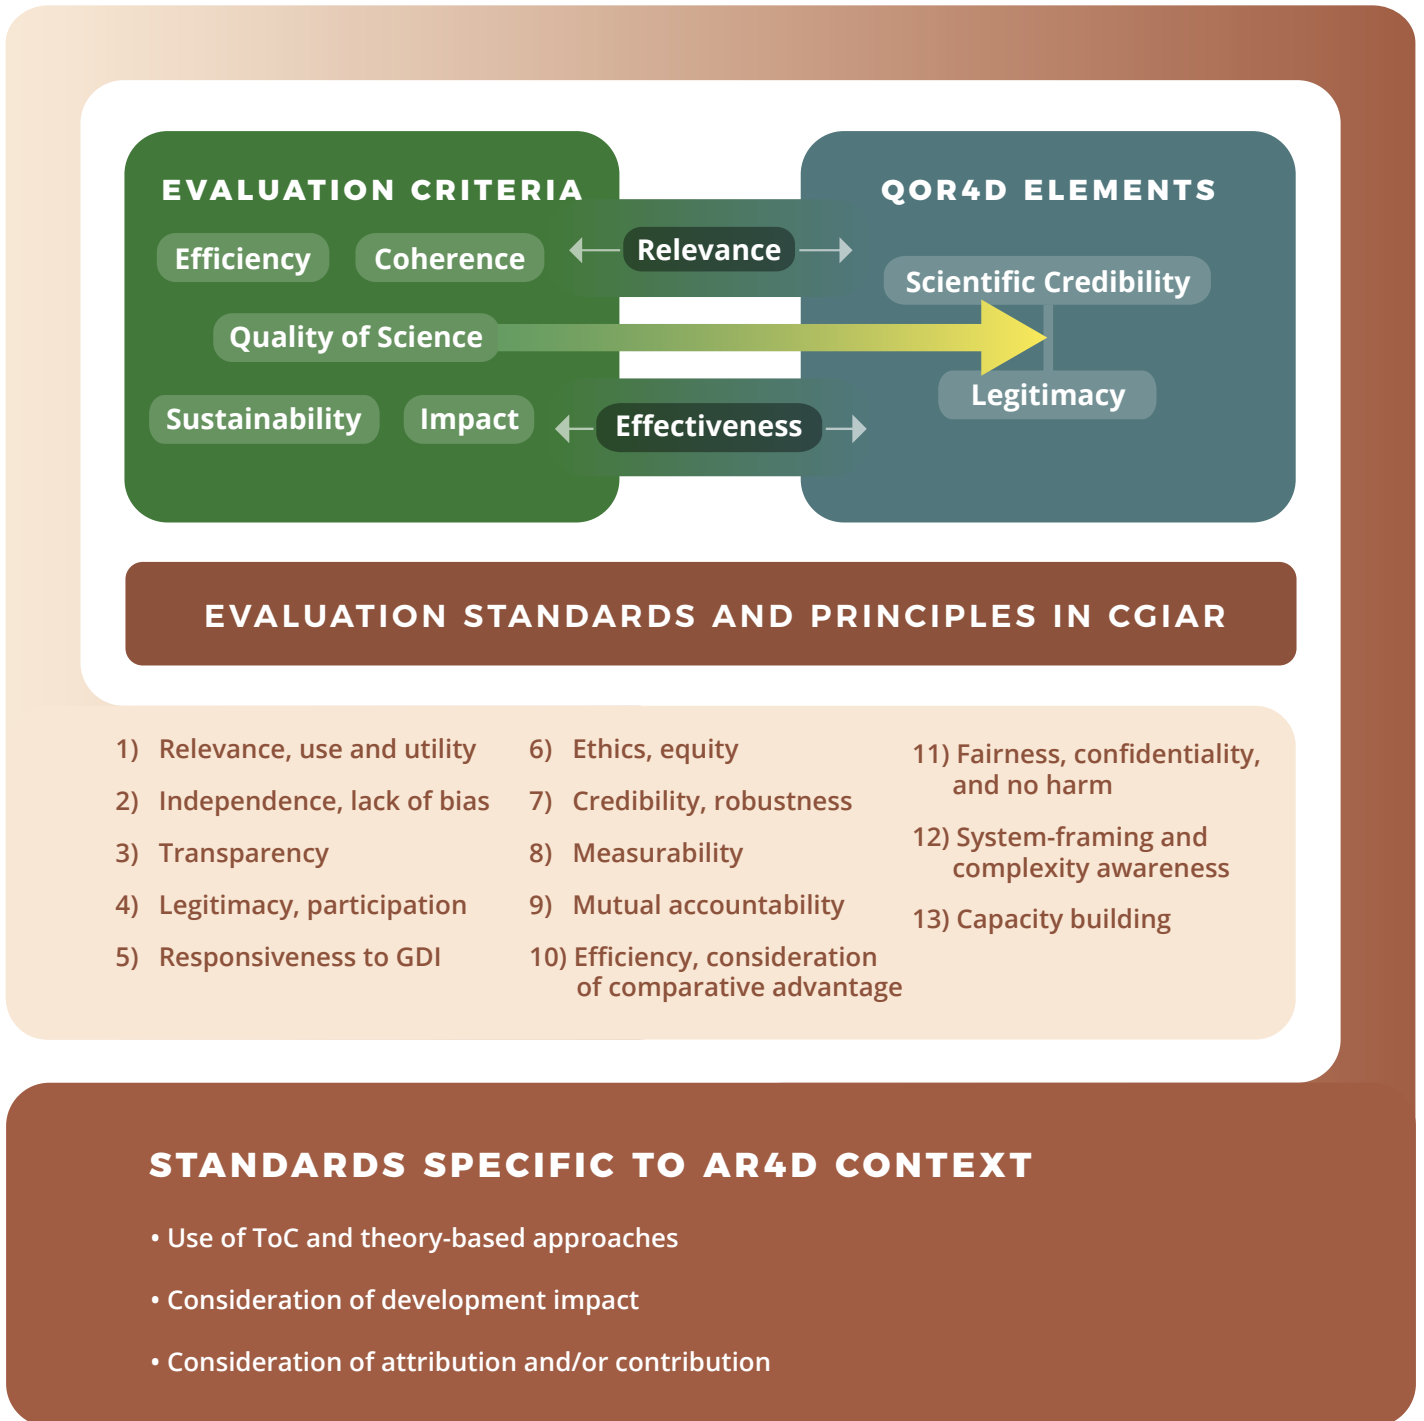 EVALUATION CRITERIA
Efficiency
Coherence
Quality of Science
Sustainability
Impact
Relevance
Effectiveness
QOR4D ELEMENTS
Scientific Credibility
Legitimacy
EVALUATION STANDARDS AND PRINCIPLES IN CGIAR
1) Relevance, use and utility
2) Independence, lack of bias
3) Transparency
4) Legitimacy, participation
5) Responsiveness to GDI
6) Ethics, equity
7) Credibility, robustness
8) Measurability
9) Mutual accountability
10) Efficiency, consideration
of comparative advantage
11) Fairness, confidentiality,
and no harm
12) System-framing and
complexity awareness
13) Capacity building
STANDARDS SPECIFIC TO AR4D CONTEXT
• Use of ToC and theory-based approaches
• Consideration of development impact
• Consideration of attribution and/or contribution